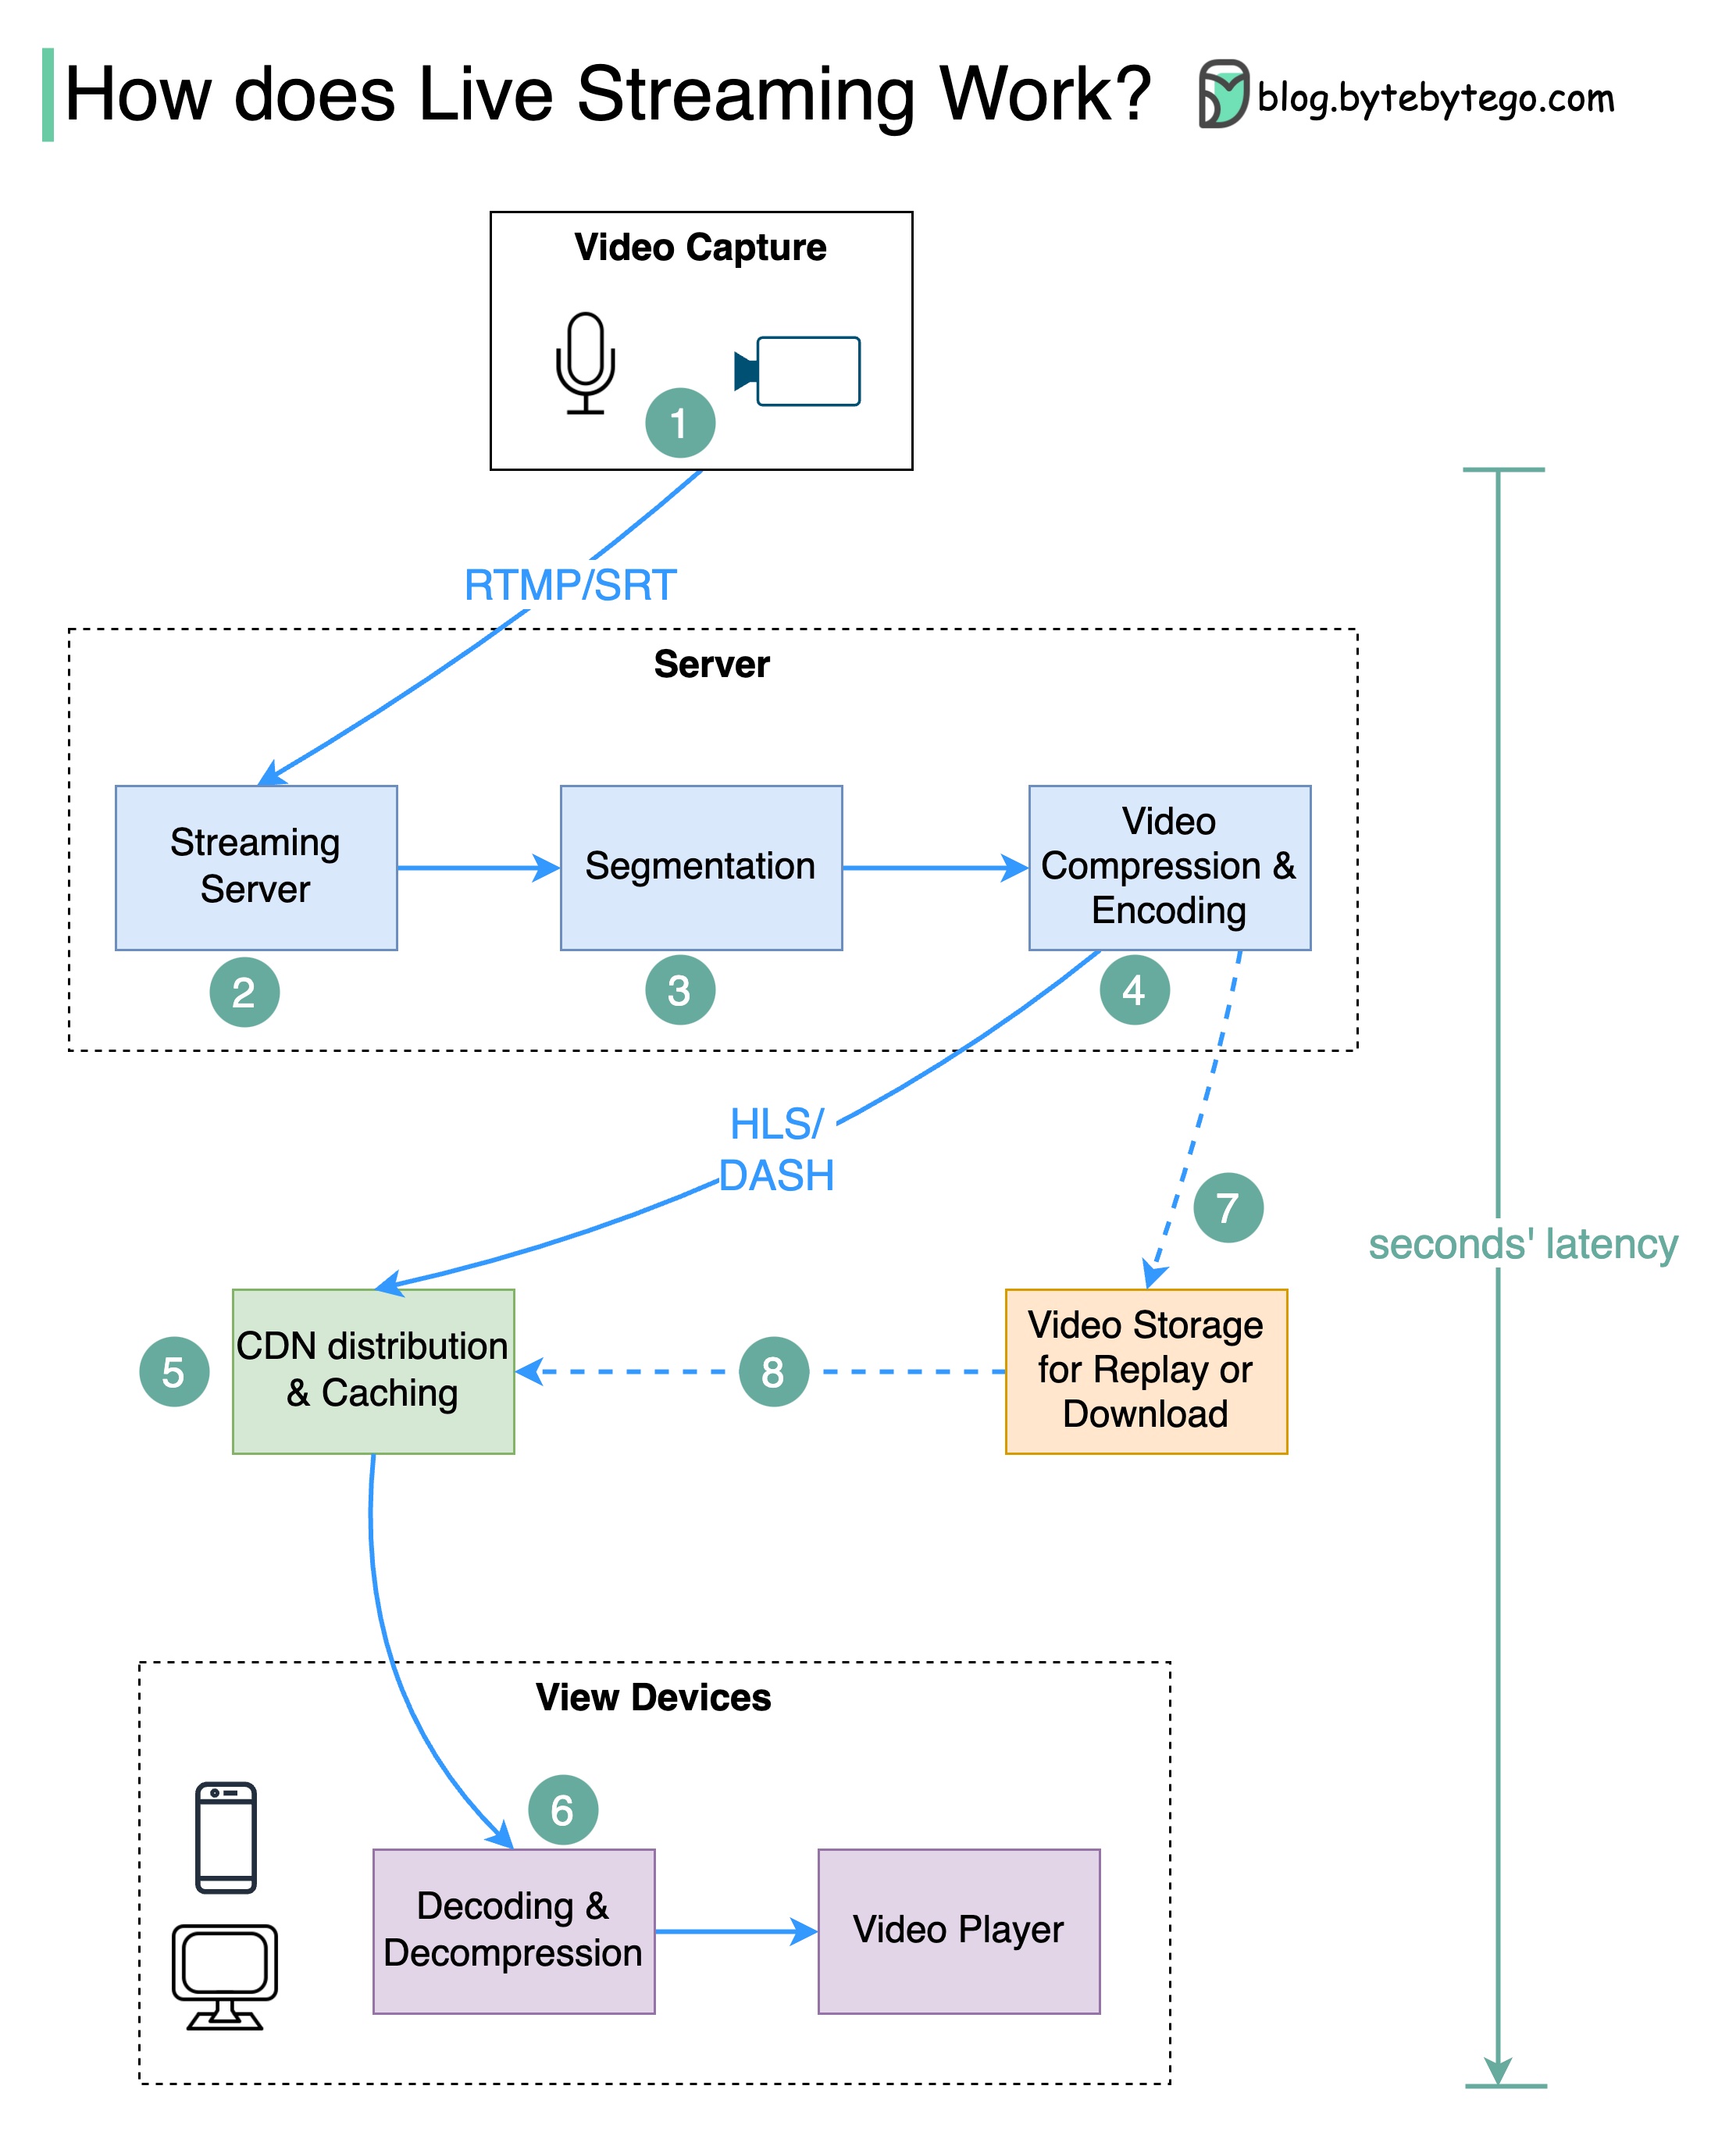 How does Live Streaming Work?
blog.bytebytego.com
Video Capture
1
RTMP/SRT
Server
Streaming
Server
Segmentation
Video
Compression &
Encoding
2
3
4
HLS/
DASH
7
seconds' latency
5
CDN distribution
& Caching
8
Video Storage
for Replay or
Download
View Devices
6
Decoding &
Decompression
Video Player